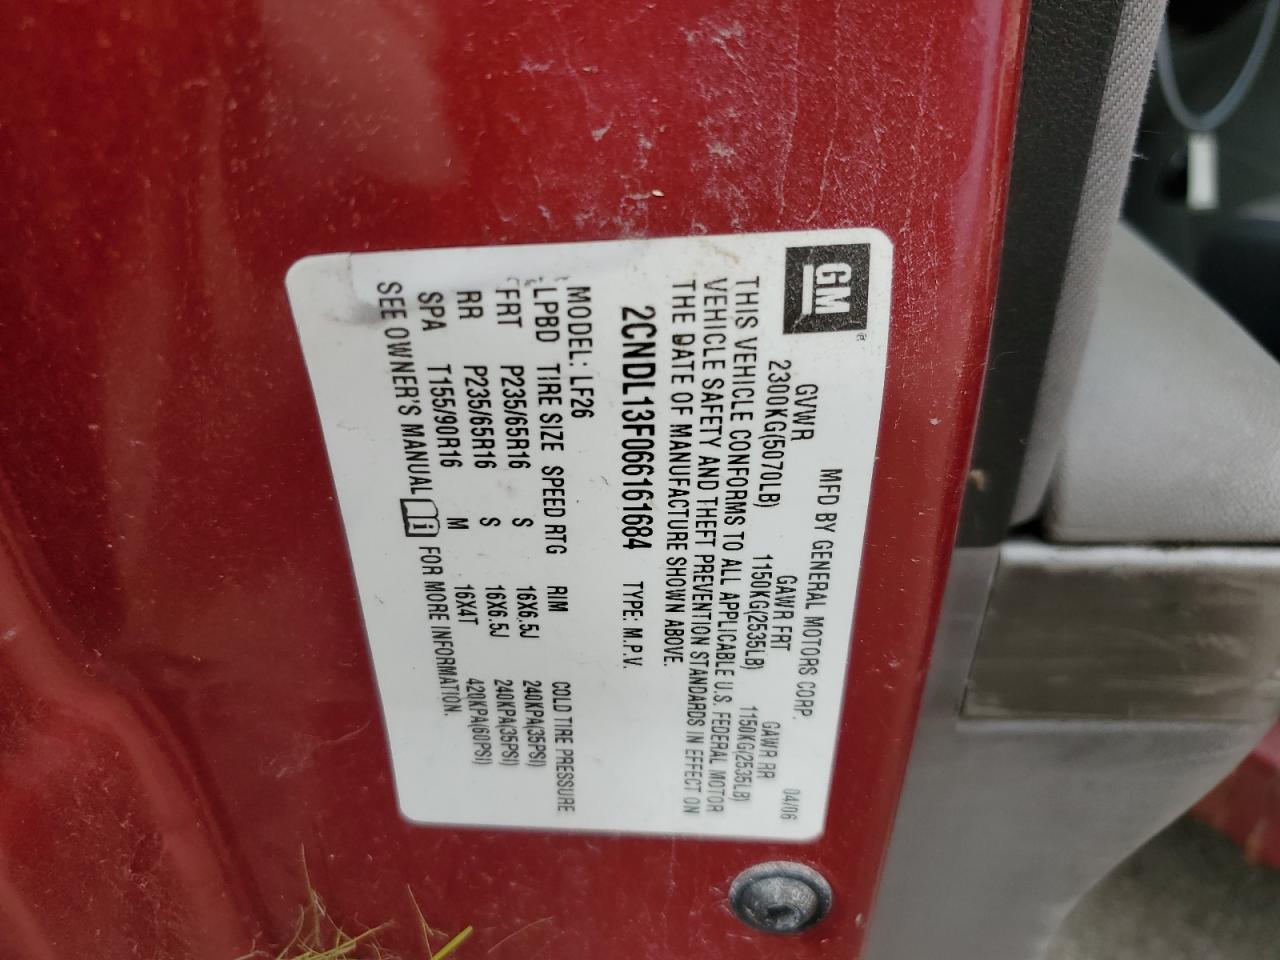 GM
MFD BY GENERAL MOTORS CORP. 04/06
GVWR GAWR FRT GAWR RR
2300KG(5070LB) 1150KG(2535LB) 1150KG(2535LB)
THIS VEHICLE CONFORMS TO ALL APPLICABLE U.S. FEDERAL MOTOR
VEHICLE SAFETY AND THEFT PREVENTION STANDARDS IN EFFECT ON
THE DATE OF MANUFACTURE SHOWN ABOVE.
2CNDL13F066161684 TYPE: M.P.V.
MODEL: LF26
LPBD TIRE SIZE SPEED RTG RIM COLD TIRE PRESSURE
FRT P235/65R16 S 16X6.5J 240KPA(35PSI)
RR P235/65R16 S 16X6.5J 240KPA(35PSI)
SPA T155/90R16 M 16X4T 420KPA(60PSI)
SEE OWNER'S MANUAL i FOR MORE INFORMATION.